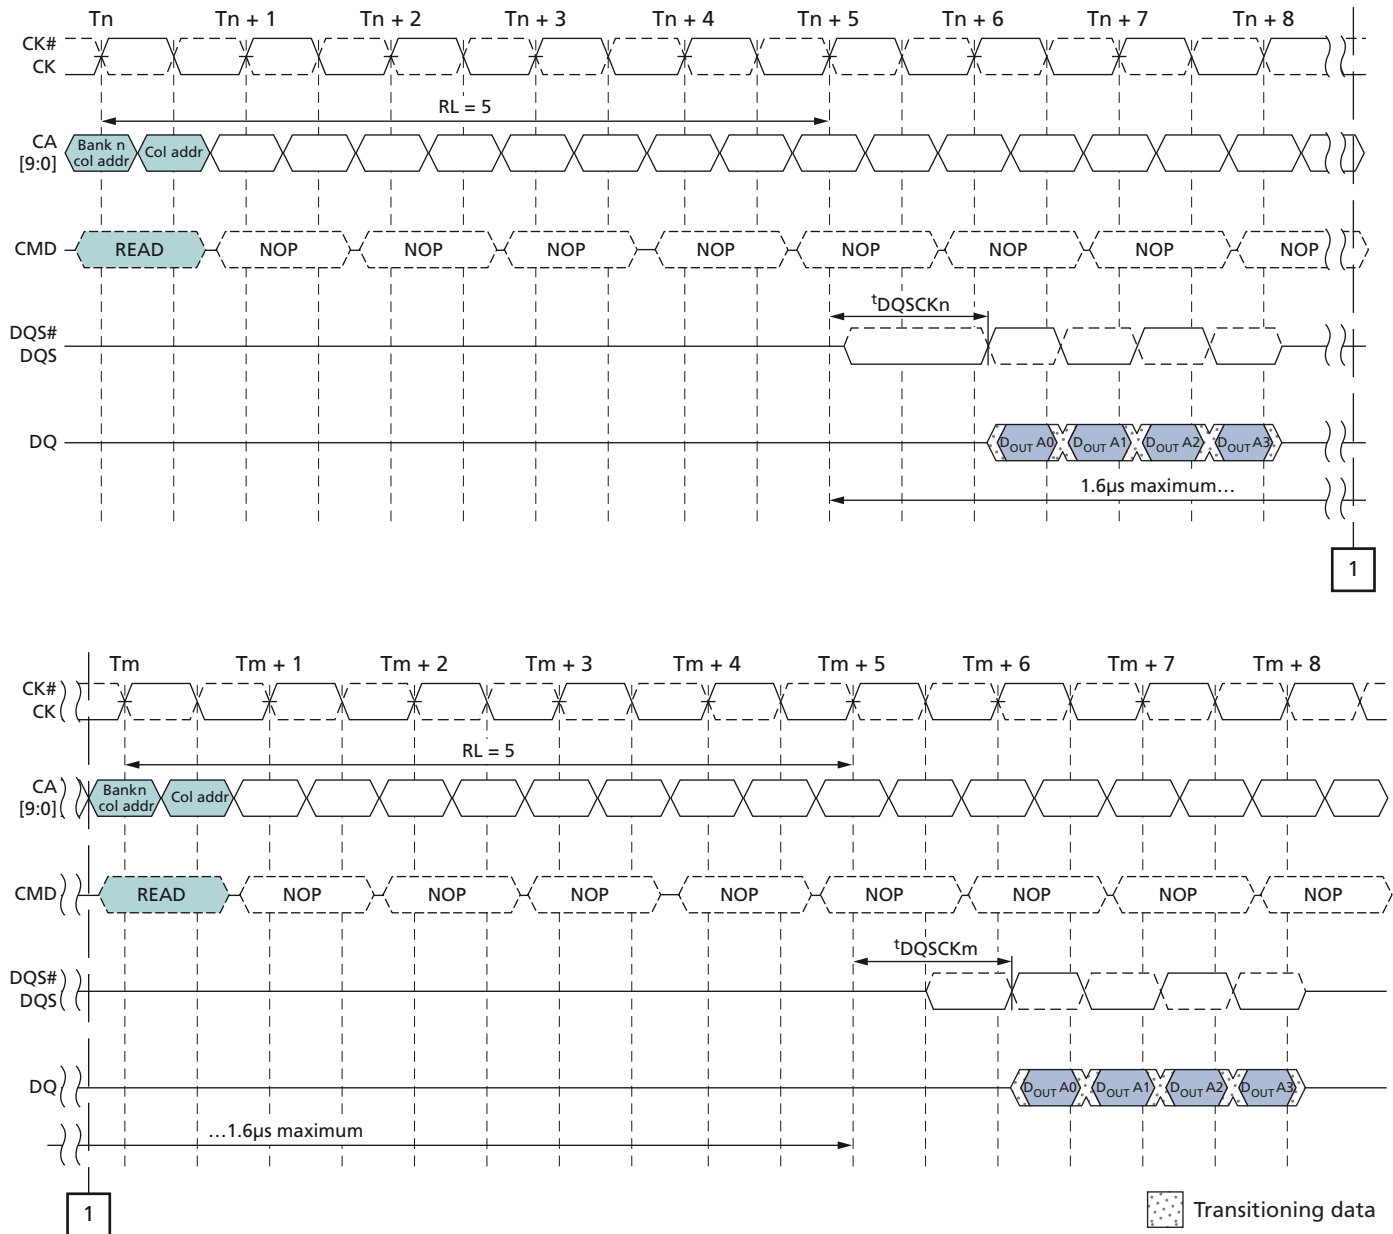 Tn Tn + 1 Tn + 2 Tn + 3 Tn + 4 Tn + 5 Tn + 6 Tn + 7 Tn + 8
CK#
CK
RL = 5
CA
[9:0]
Bank n
col addr
Col addr
CMD READ NOP NOP NOP NOP NOP NOP NOP NOP
tDQSCKn
DQS#
DQS
DQ DOUT A0 DOUT A1 DOUT A2 DOUT A3
1.6µs maximum…
1
Tm Tm + 1 Tm + 2 Tm + 3 Tm + 4 Tm + 5 Tm + 6 Tm + 7 Tm + 8
CK#
CK
RL = 5
CA
[9:0]
Bankn
col addr
Col addr
CMD READ NOP NOP NOP NOP NOP NOP NOP NOP
tDQSCKm
DQS#
DQS
DQ DOUT A0 DOUT A1 DOUT A2 DOUT A3
…1.6µs maximum
1
Transitioning data